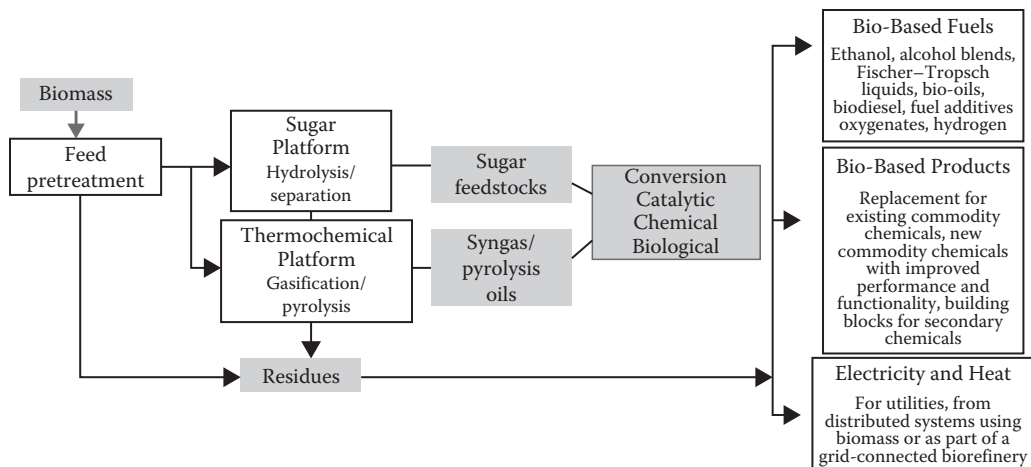 Biomass
Feed
pretreatment
Sugar
Platform
Hydrolysis/
separation
Thermochemical
Platform
Gasification/
pyrolysis
Sugar
feedstocks
Syngas/
pyrolysis
oils
Conversion
Catalytic
Chemical
Biological
Residues
Bio-Based Fuels
Ethanol, alcohol blends,
Fischer–Tropsch
liquids, bio-oils,
biodiesel, fuel additives
oxygenates, hydrogen
Bio-Based Products
Replacement for
existing commodity
chemicals, new
commodity chemicals
with improved
performance and
functionality, building
blocks for secondary
chemicals
Electricity and Heat
For utilities, from
distributed systems using
biomass or as part of a
grid-connected biorefinery